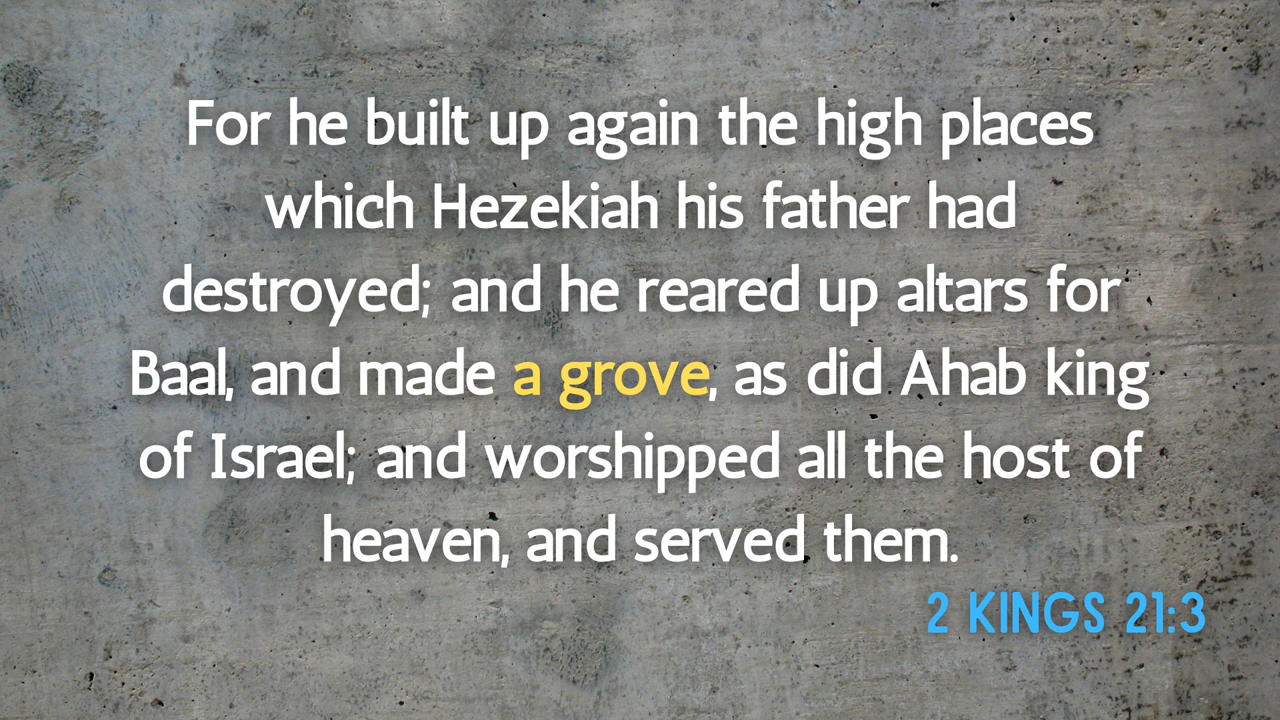 For he built up again the high places
which Hezekiah his father had
destroyed; and he reared up altars for
Baal, and made a grove, as did Ahab king
of Israel; and worshipped all the host of
heaven, and served them.
2 KINGS 21:3